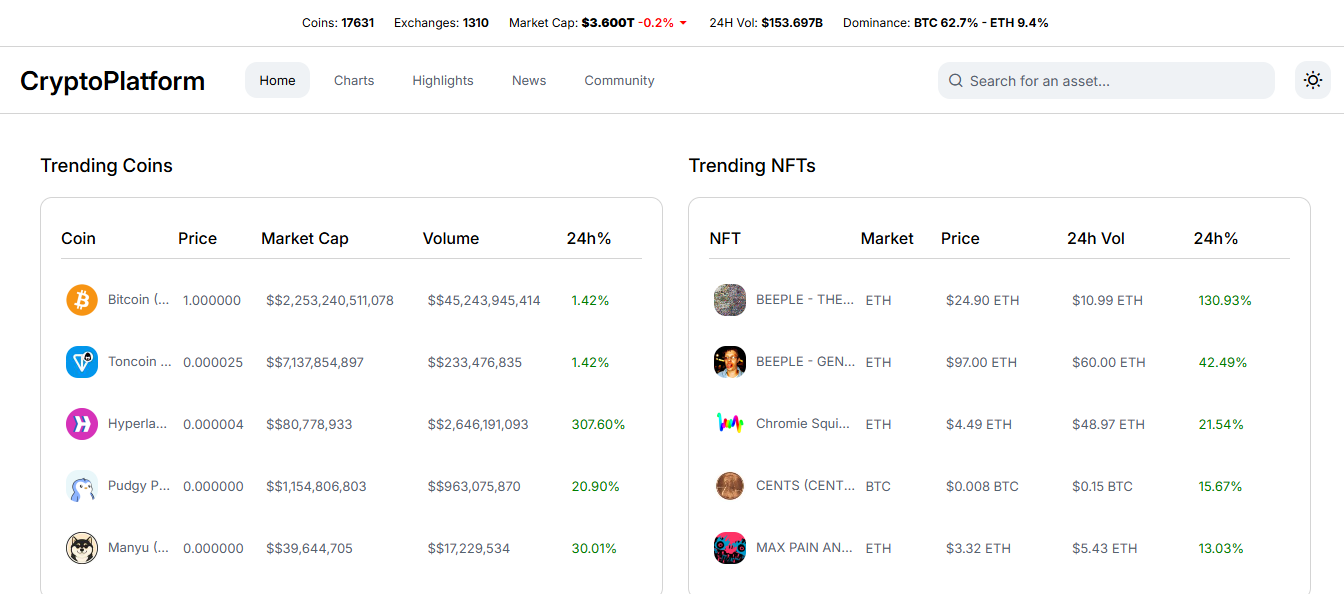 Coins: 17631 Exchanges: 1310 Market Cap: $3.600T -0.2% 24H Vol: $153.697B Dominance: BTC 62.7% - ETH 9.4%
CryptoPlatform Home Charts Highlights News Community Search for an asset...
Trending Coins
Coin Price Market Cap Volume 24h%
Bitcoin (... 1.000000 $$2,253,240,511,078 $$45,243,945,414 1.42%
Toncoin ... 0.000025 $$7,137,854,897 $$233,476,835 1.42%
Hyperla... 0.000004 $$80,778,933 $$2,646,191,093 307.60%
Pudgy P... 0.000000 $$1,154,806,803 $$963,075,870 20.90%
Manyu (... 0.000000 $$39,644,705 $$17,229,534 30.01%
Trending NFTs
NFT Market Price 24h Vol 24h%
BEEPLE - THE... ETH $24.90 ETH $10.99 ETH 130.93%
BEEPLE - GEN... ETH $97.00 ETH $60.00 ETH 42.49%
Chromie Squi... ETH $4.49 ETH $48.97 ETH 21.54%
CENTS (CENT... BTC $0.008 BTC $0.15 BTC 15.67%
MAX PAIN AN... ETH $3.32 ETH $5.43 ETH 13.03%